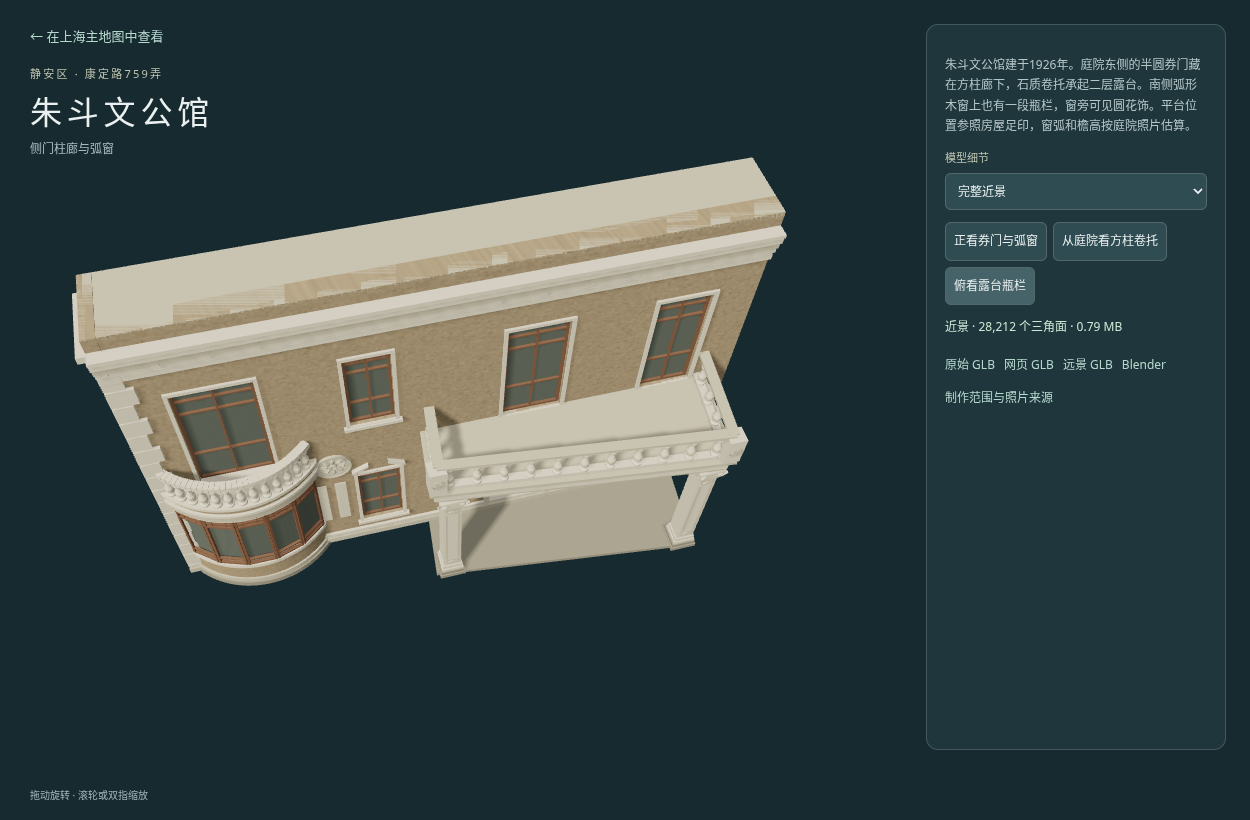 ← 在上海主地图中查看
静安区 · 康定路759弄
朱斗文公馆
侧门柱廊与弧窗
朱斗文公馆建于1926年。庭院东侧的半圆券门藏
在方柱廊下，石质卷托承起二层露台。南侧弧形
木窗上也有一段瓶栏，窗旁可见圆花饰。平台位
置参照房屋足印，窗弧和檐高按庭院照片估算。
模型细节
完整近景
正看券门与弧窗
从庭院看方柱卷托
俯看露台瓶栏
近景 · 28,212 个三角面 · 0.79 MB
原始 GLB 网页 GLB 远景 GLB Blender
制作范围与照片来源
拖动旋转 · 滚轮或双指缩放